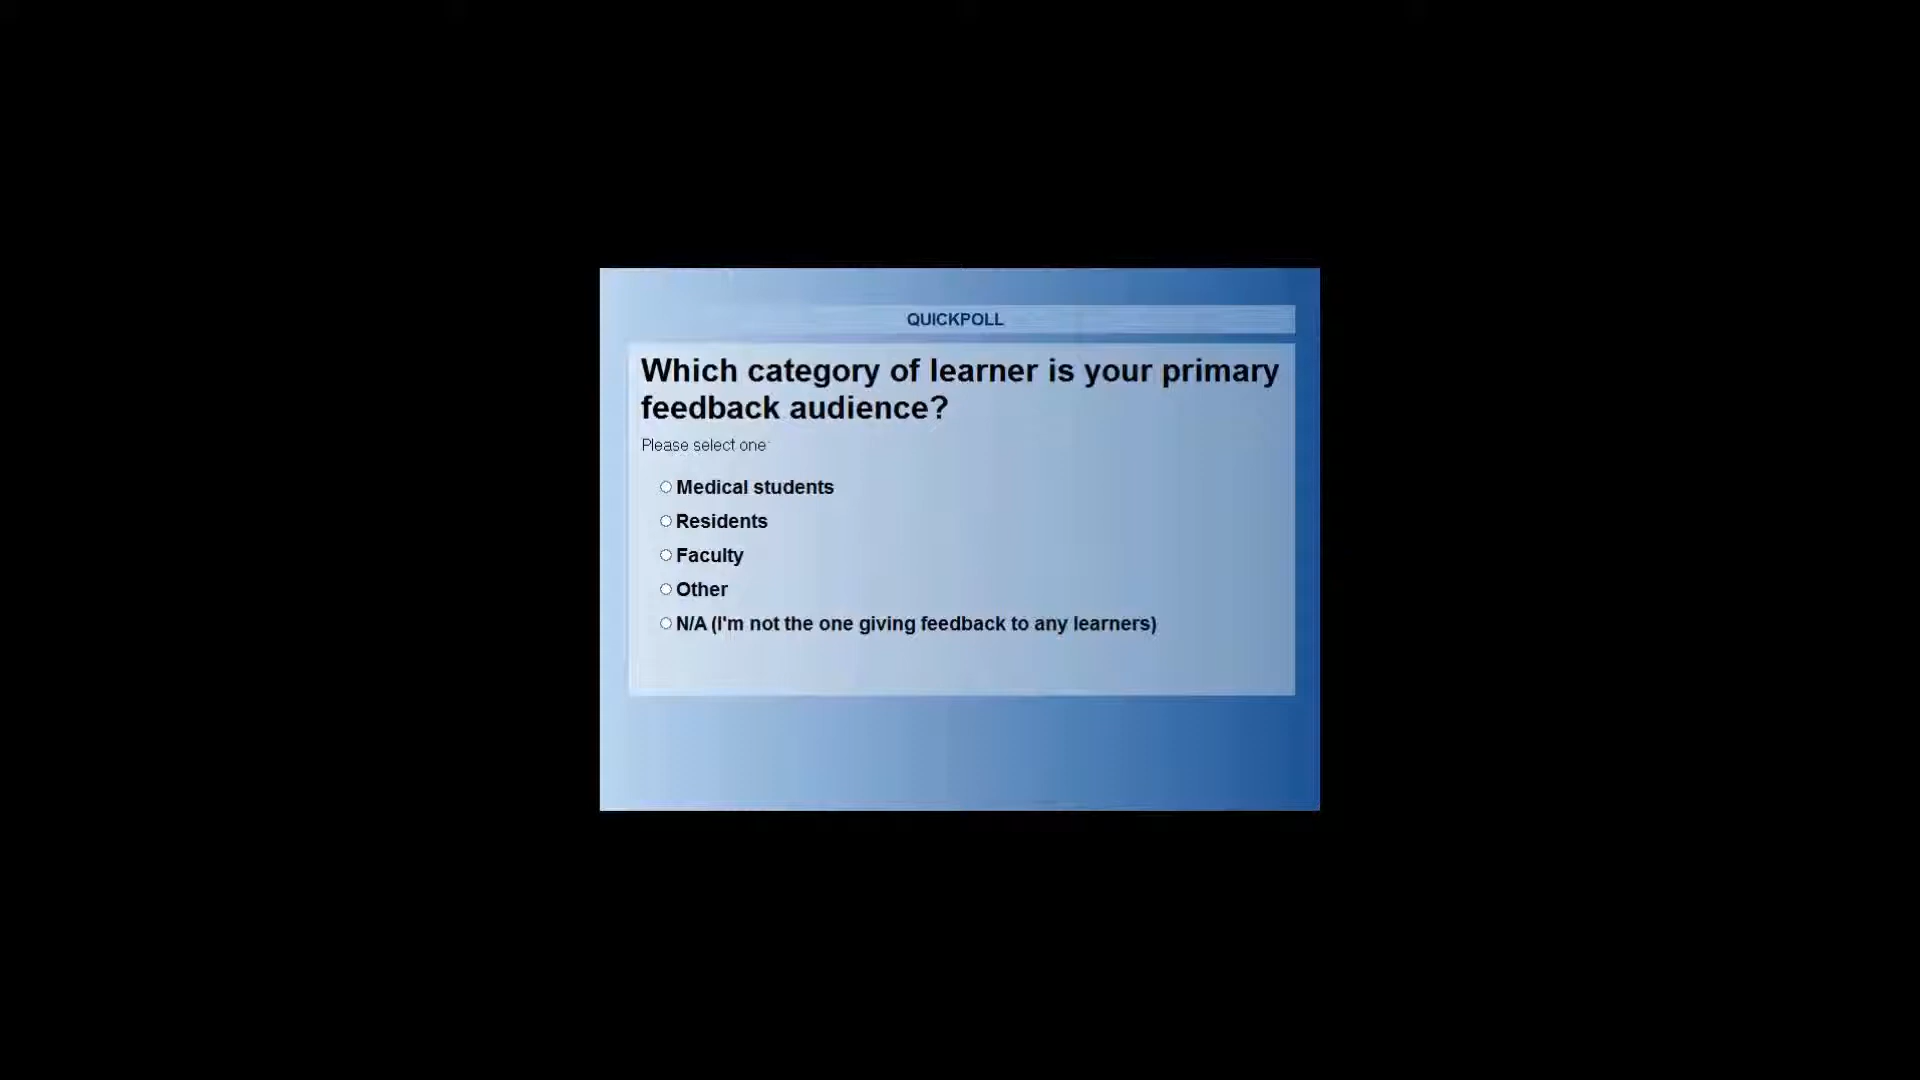 QUICKPOLL
Which category of learner is your primary
feedback audience?
Please select one:
Medical students
Residents
Faculty
Other
N/A (I'm not the one giving feedback to any learners)